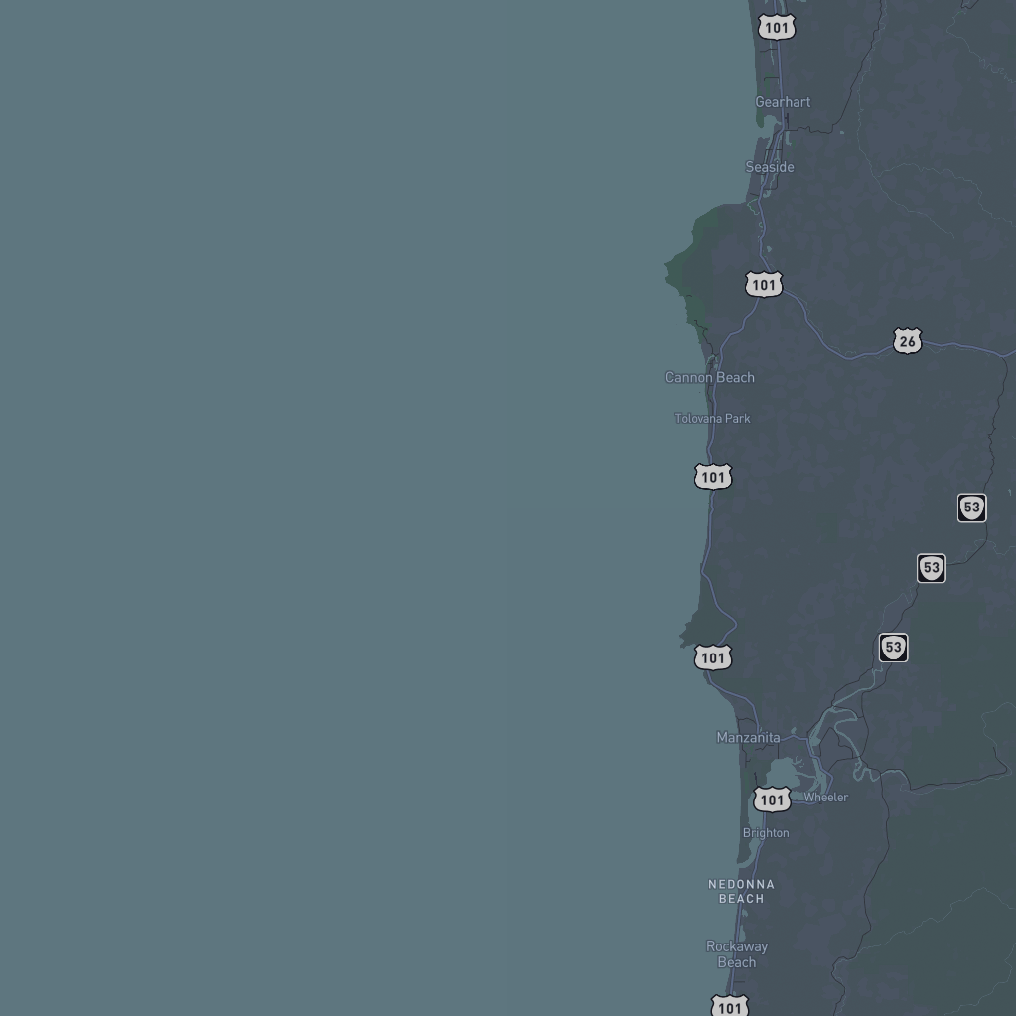 101
Gearhart
Seaside
101
26
Cannon Beach
Tolovana Park
101
53
53
53
101
Manzanita
Wheeler
101
Brighton
NEDONNA
BEACH
Rockaway
Beach
101